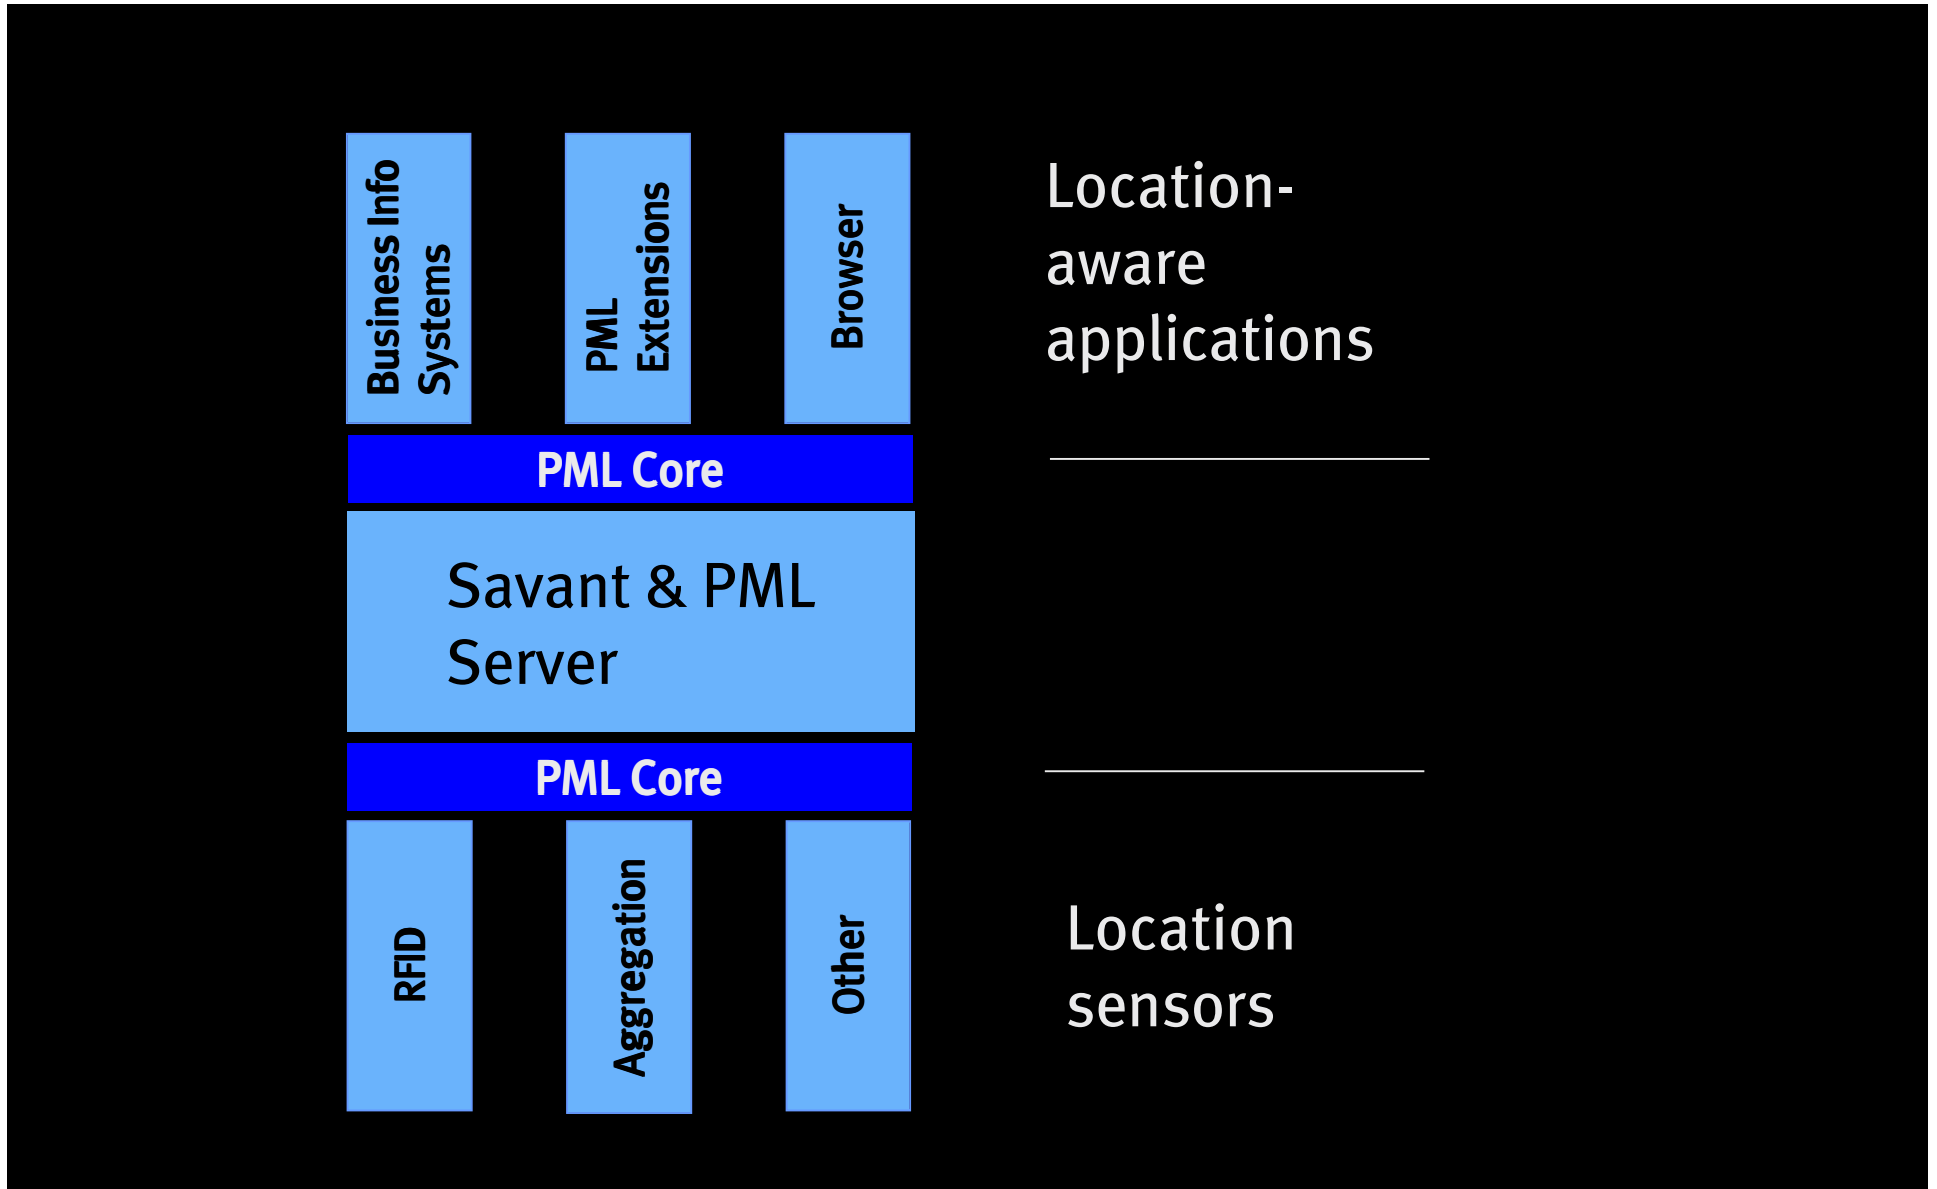 Business Info
Systems
PML
Extensions
Browser
Location-
aware
applications
PML Core
Savant & PML
Server
PML Core
RFID
Aggregation
Other
Location
sensors